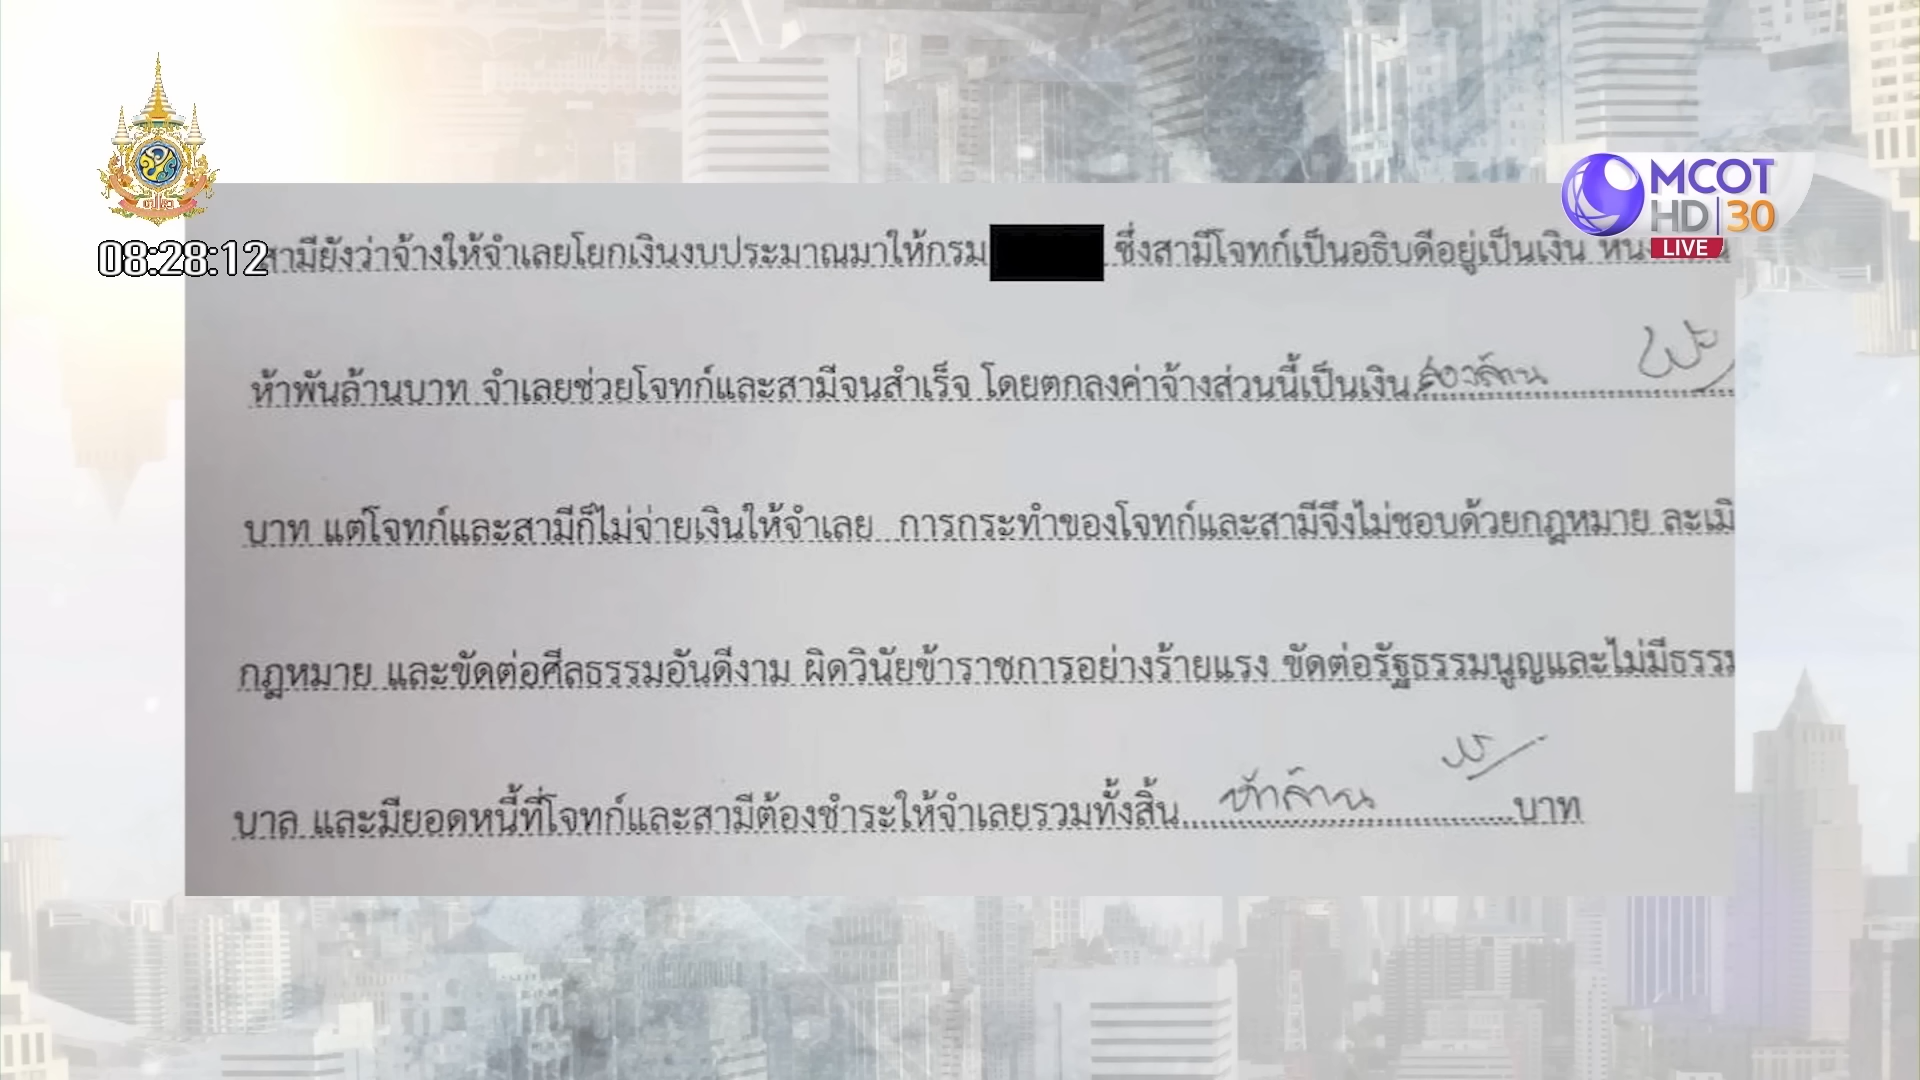 MCOT
HD 30
LIVE
08:28:12
สามียังว่าจ้างให้จำเลยโยกเงินงบประมาณมาให้กรม ซึ่งสามีโจทก์เป็นอธิบดีอยู่เป็นเงิน
ห้าพันล้านบาท จำเลยช่วยโจทก์และสามีจนสำเร็จ โดยตกลงค่าจ้างส่วนนี้เป็นเงิน สองล้าน
บาท แต่โจทก์และสามีก็ไม่จ่ายเงินให้จำเลย การกระทำของโจทก์และสามีจึงไม่ชอบด้วยกฎหมาย ละเมิ
กฎหมาย และขัดต่อศีลธรรมอันดีงาม ผิดวินัยข้าราชการอย่างร้ายแรง ขัดต่อรัฐธรรมนูญและไม่มีธรรม
บาล และมียอดหนี้ที่โจทก์และสามีต้องชำระให้จำเลยรวมทั้งสิ้น ห้าล้าน บาท